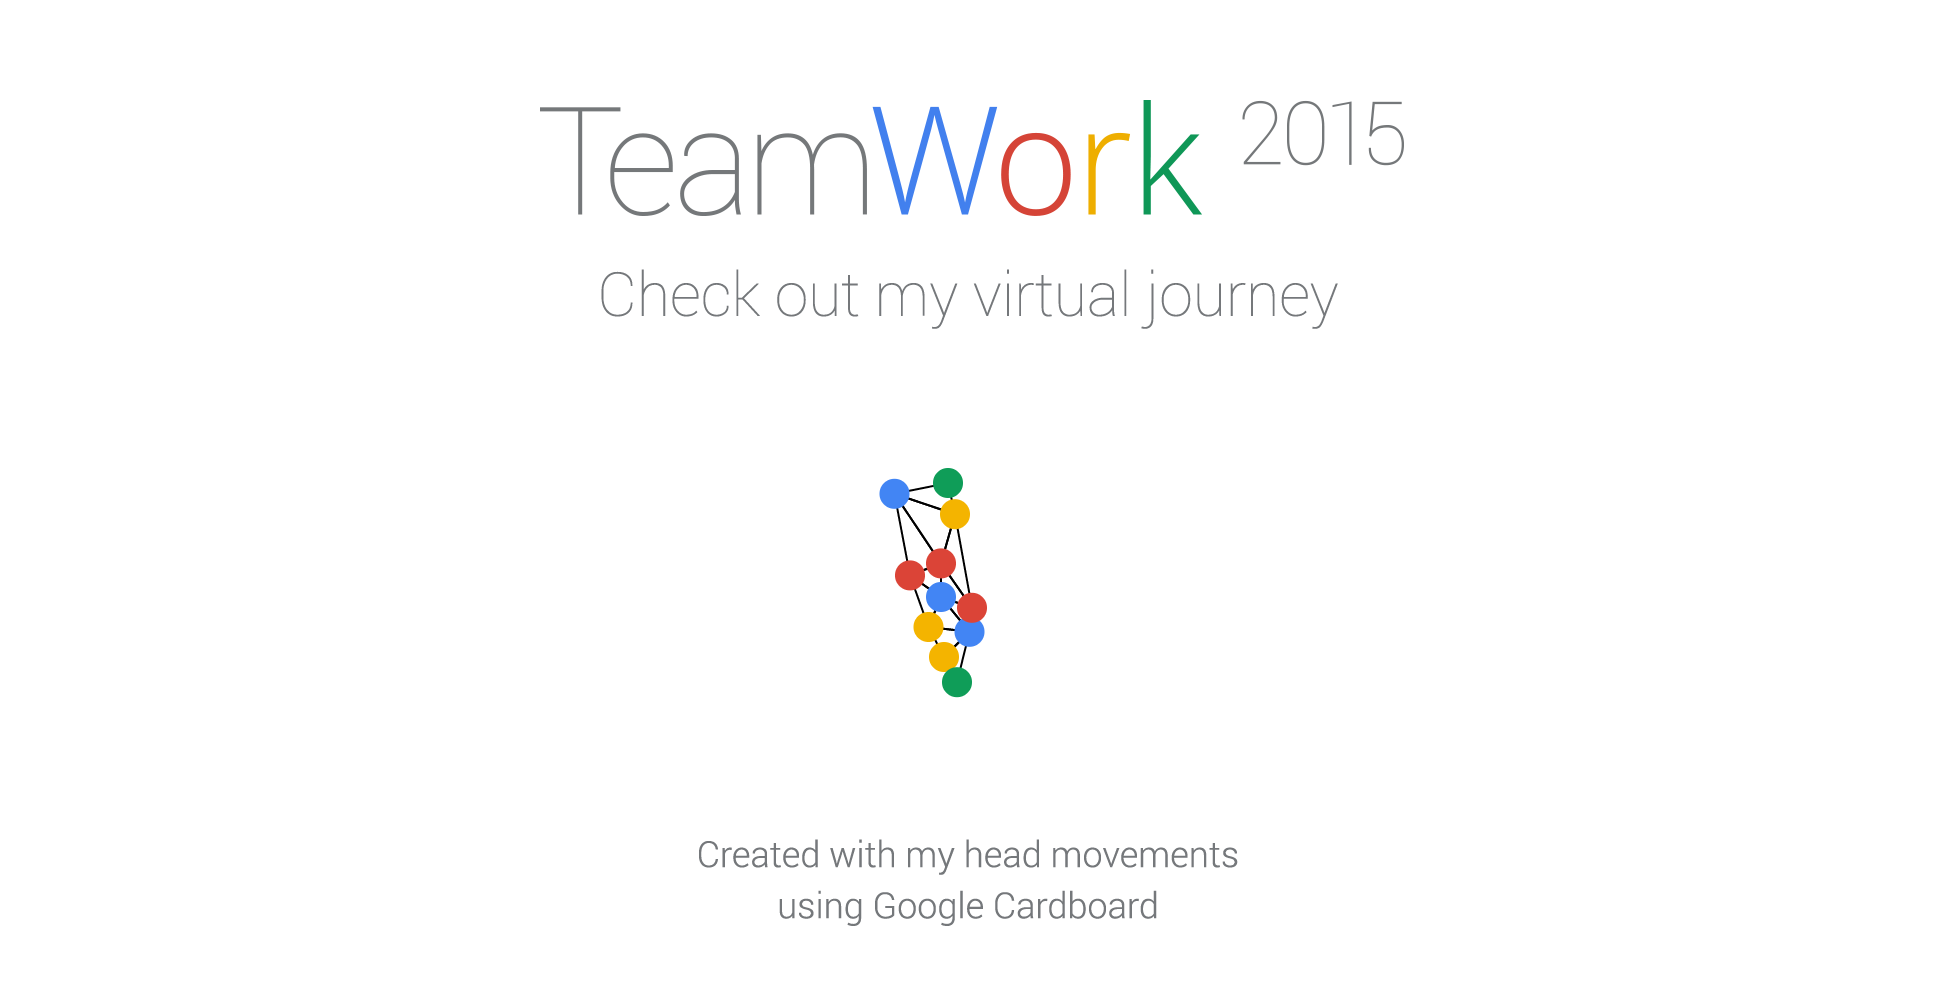 TeamWork 2015
Check out my virtual journey
Created with my head movements
using Google Cardboard